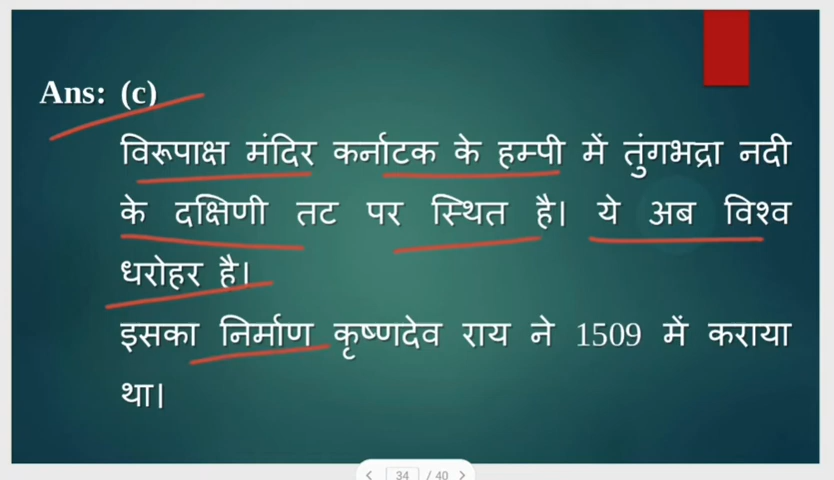 Ans: (c)
विरूपाक्ष मंदिर कर्नाटक के हम्पी में तुंगभद्रा नदी
के दक्षिणी तट पर स्थित है। ये अब विश्व
धरोहर है।
इसका निर्माण कृष्णदेव राय ने 1509 में कराया
था।
34 / 40